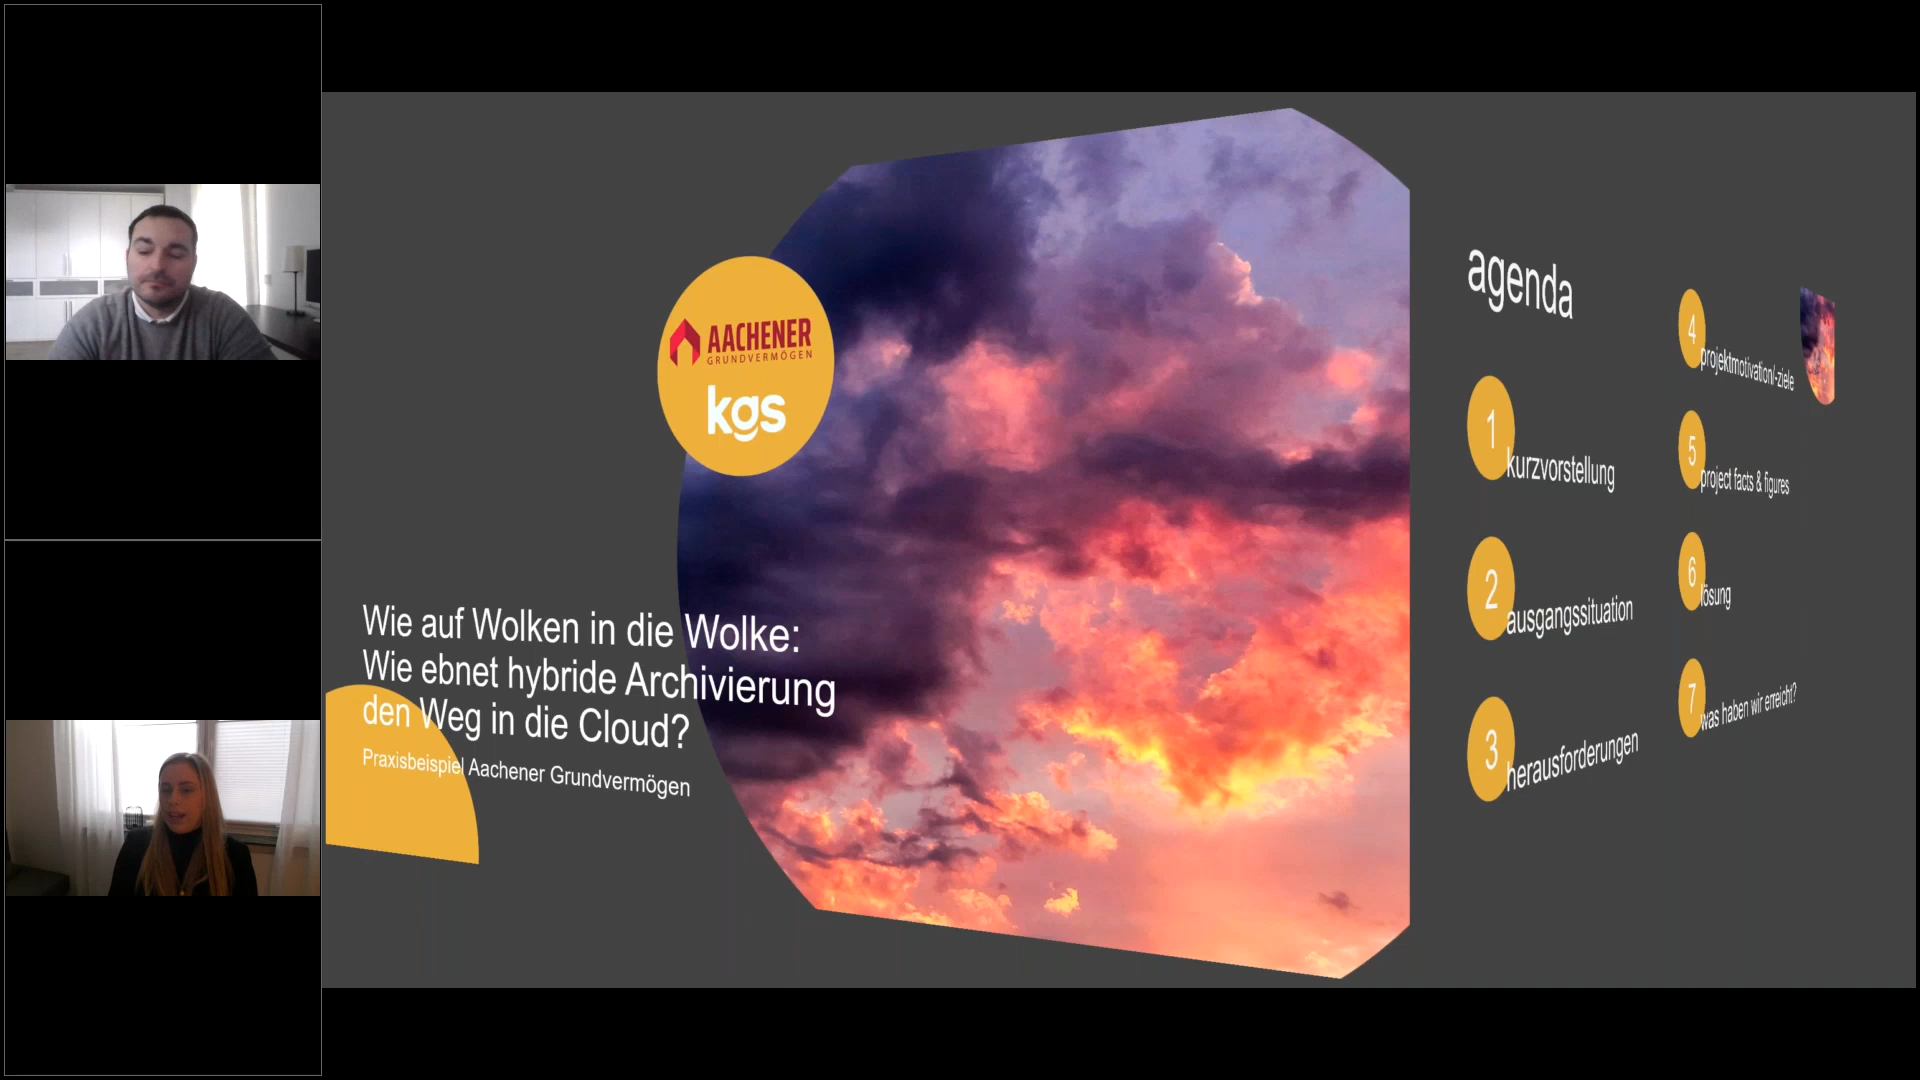 AACHENER
GRUNDVERMÖGEN
kgs
Wie auf Wolken in die Wolke:
Wie ebnet hybride Archivierung
den Weg in die Cloud?
Praxisbeispiel Aachener Grundvermögen
agenda
1
kurzvorstellung
2
ausgangssituation
3
herausforderungen
4
projektmotivation/-ziele
5
project facts & figures
6
lösung
7
was haben wir erreicht?